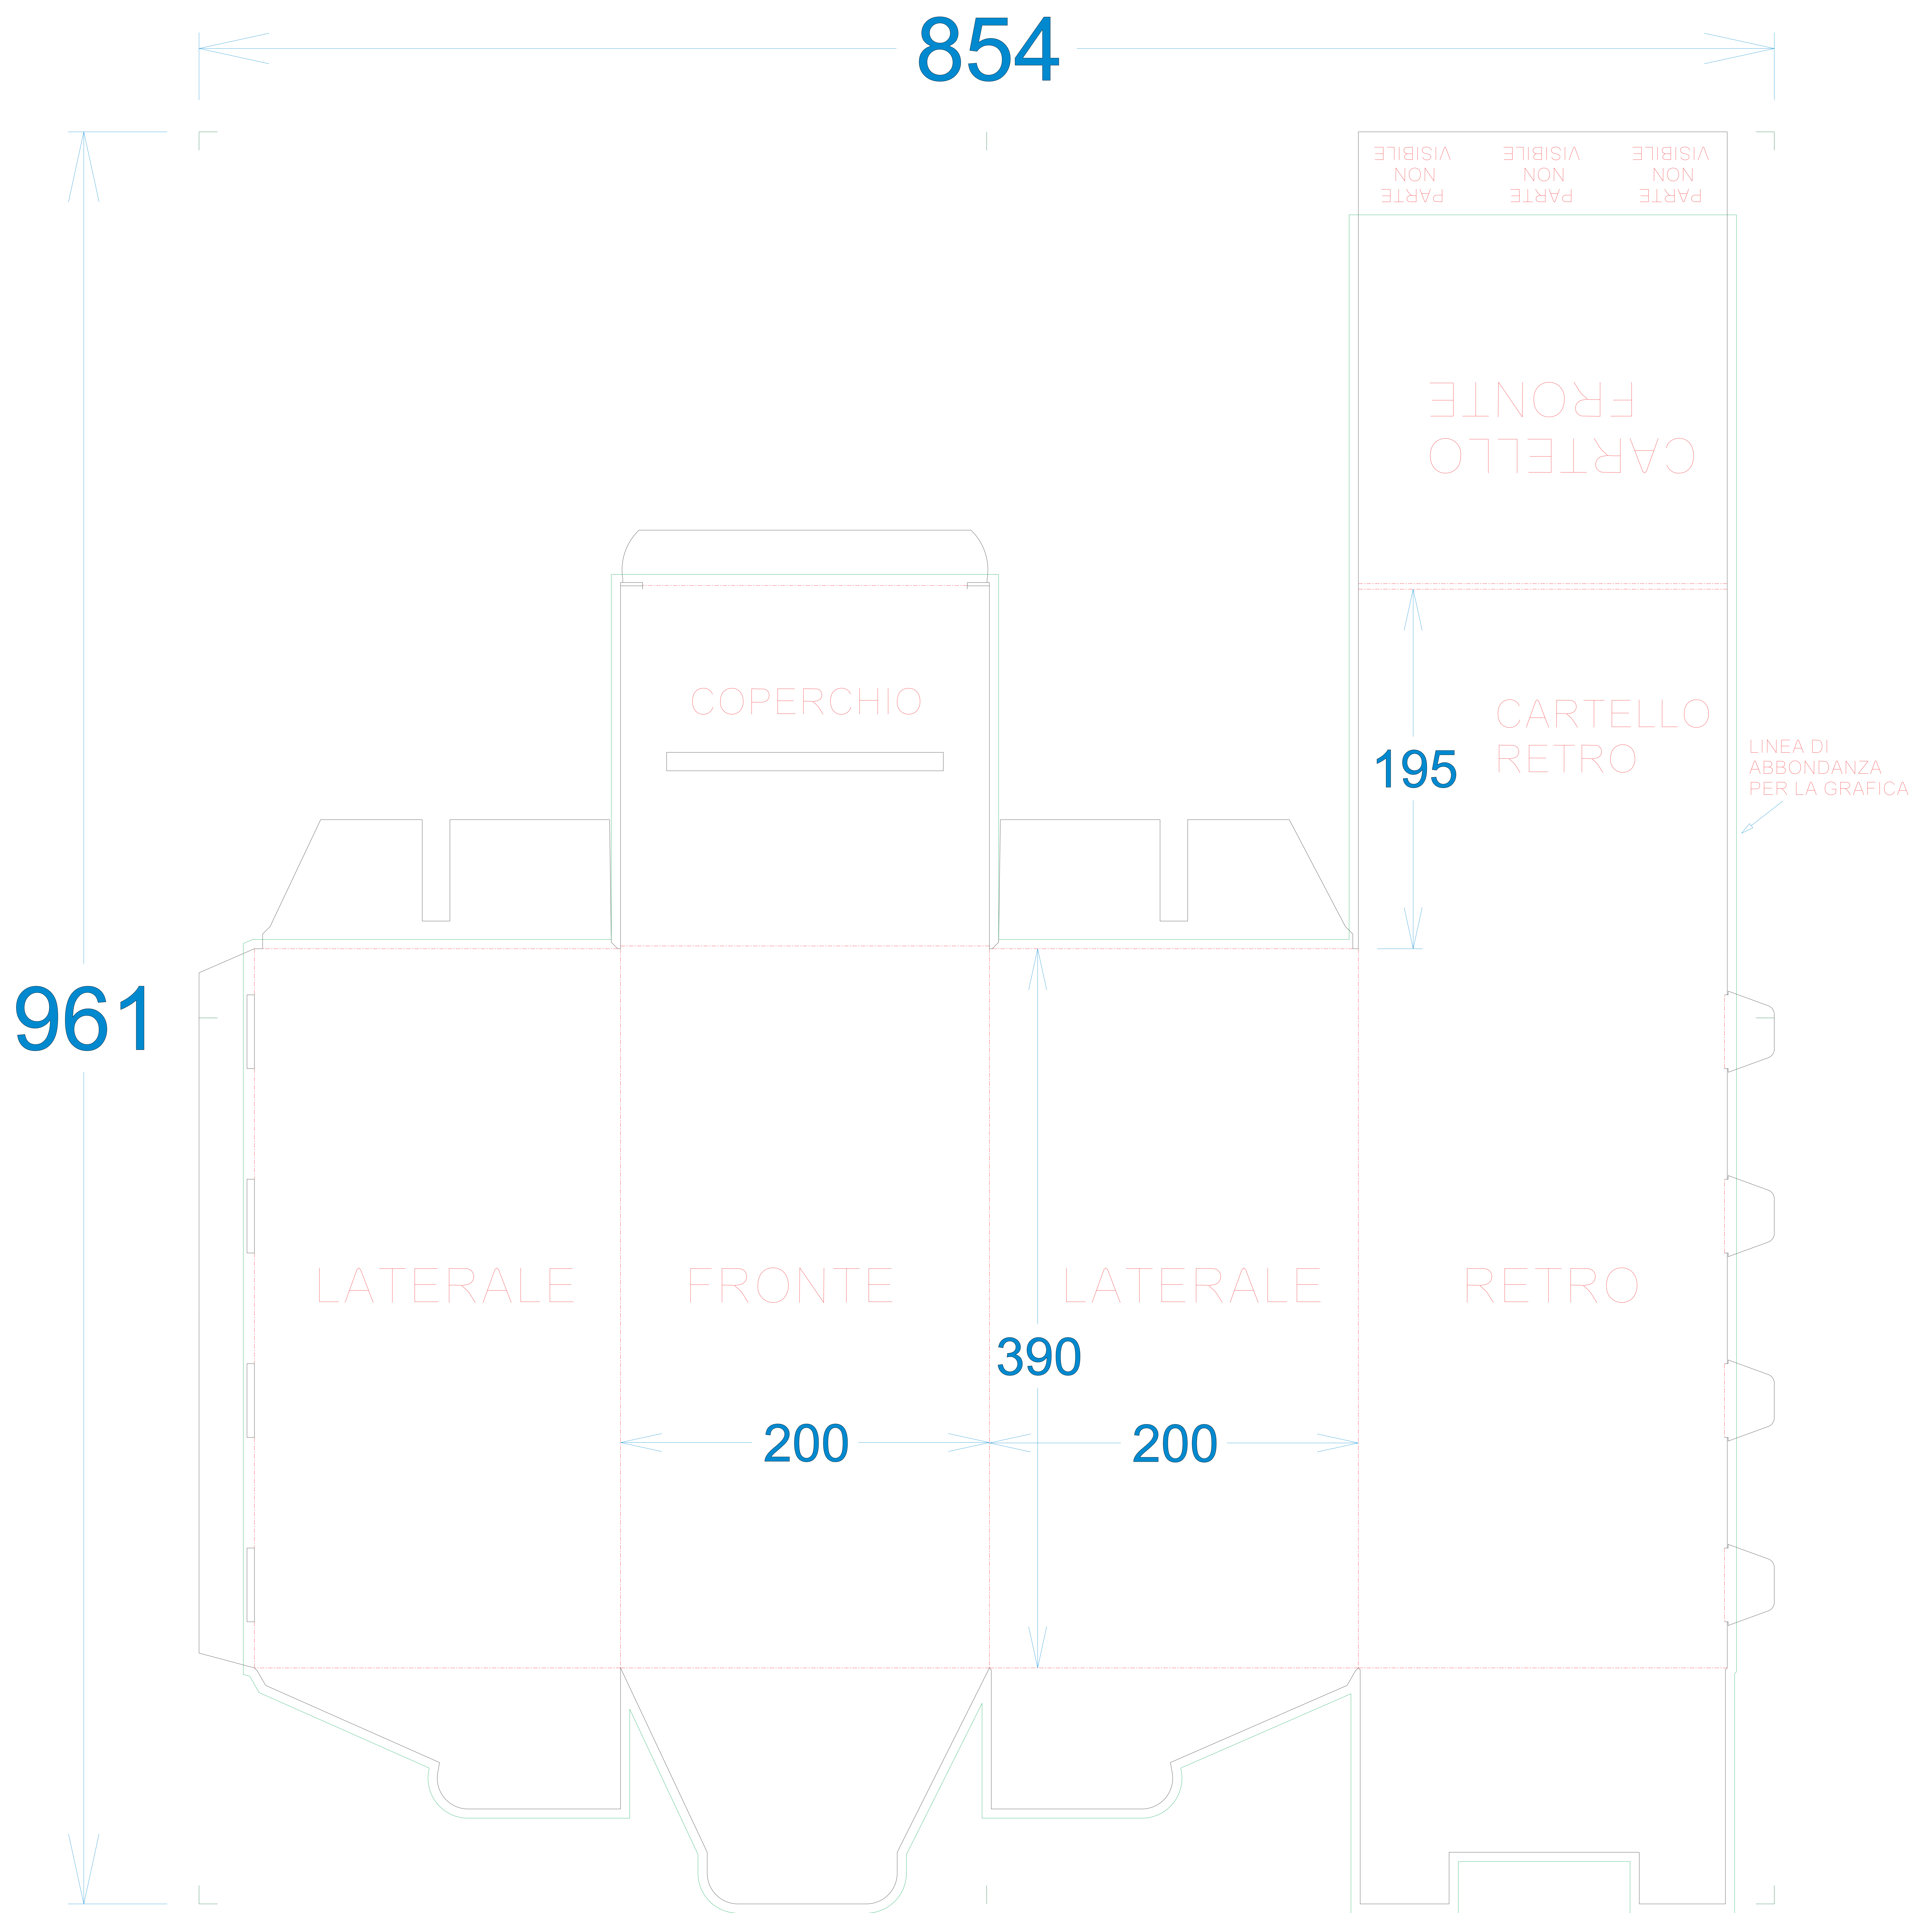 854
PARTE
NON
VISIBILE
PARTE
NON
VISIBILE
PARTE
NON
VISIBILE
CARTELLO
FRONTE
COPERCHIO
CARTELLO
RETRO
195
LINEA DI
ABBONDANZA
PER LA GRAFICA
961
LATERALE
FRONTE
LATERALE
RETRO
390
200
200